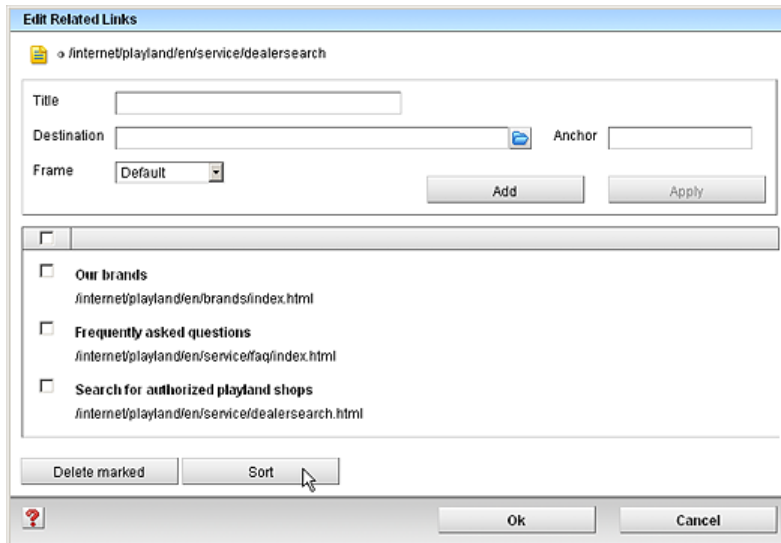 Edit Related Links
/internet/playland/en/service/dealersearch
Title
Destination
Anchor
Frame
Default
Add
Apply
Our brands
/internet/playland/en/brands/index.html
Frequently asked questions
/internet/playland/en/service/faq/index.html
Search for authorized playland shops
/internet/playland/en/service/dealersearch.html
Delete marked
Sort
?
Ok
Cancel